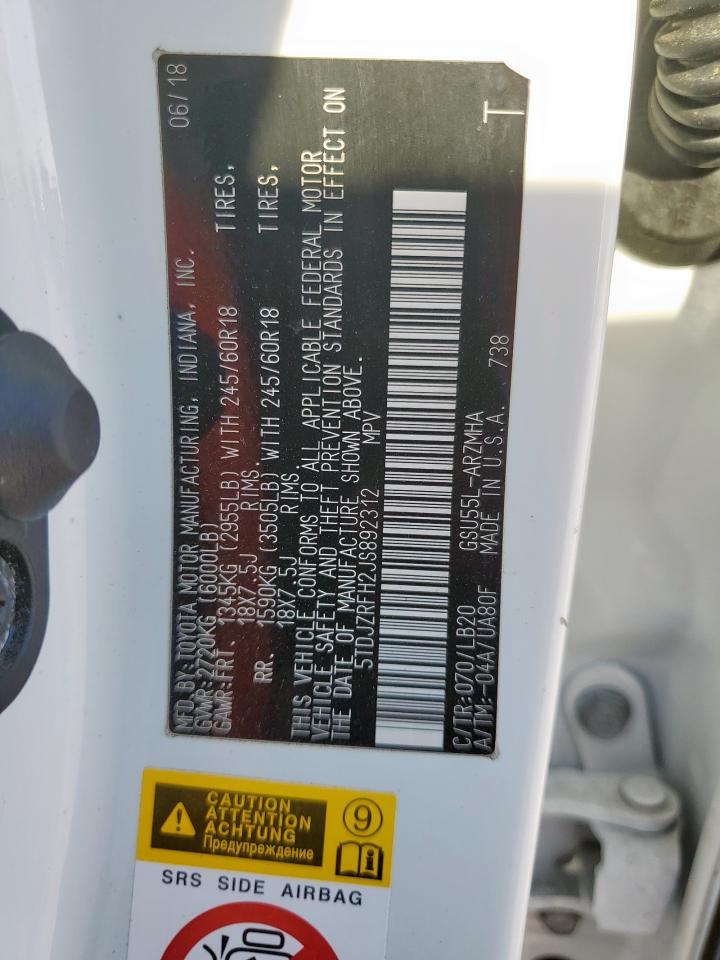 MFD.BY:TOYOTA MOTOR MANUFACTURING, INDIANA, INC. 06/18
GVWR:2720KG(6000LB)
GAWR:FRT 1345KG (2955LB) WITH 245/60R18 TIRES,
18X7.5J RIMS.
RR. 1590KG (3505LB) WITH 245/60R18 TIRES,
18X7.5J RIMS
THIS VEHICLE CONFORMS TO ALL APPLICABLE FEDERAL MOTOR
VEHICLE SAFETY AND THEFT PREVENTION STANDARDS IN EFFECT ON
THE DATE OF MANUFACTURE SHOWN ABOVE.
5TDJZRFH2JS892312 MPV
T
C/TR:070/LB20 GSU55L-ARZMHA
A/TM:-04A/UA80F MADE IN U.S.A. 738
CAUTION
ATTENTION
ACHTUNG
Предупреждение
9
i
SRS SIDE AIRBAG